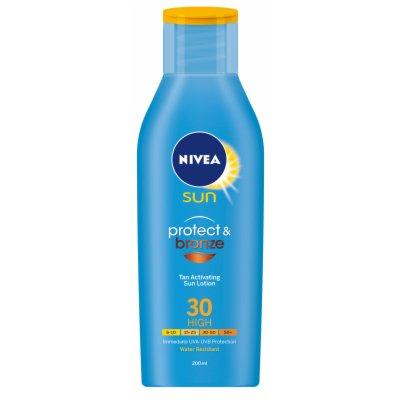 NIVEA
sun
protect &
bronze
Tan Activating
Sun Lotion
30
HIGH
6-10 15-25 30-50 50+
Immediate UVA-UVB Protection
Water Resistant
200ml